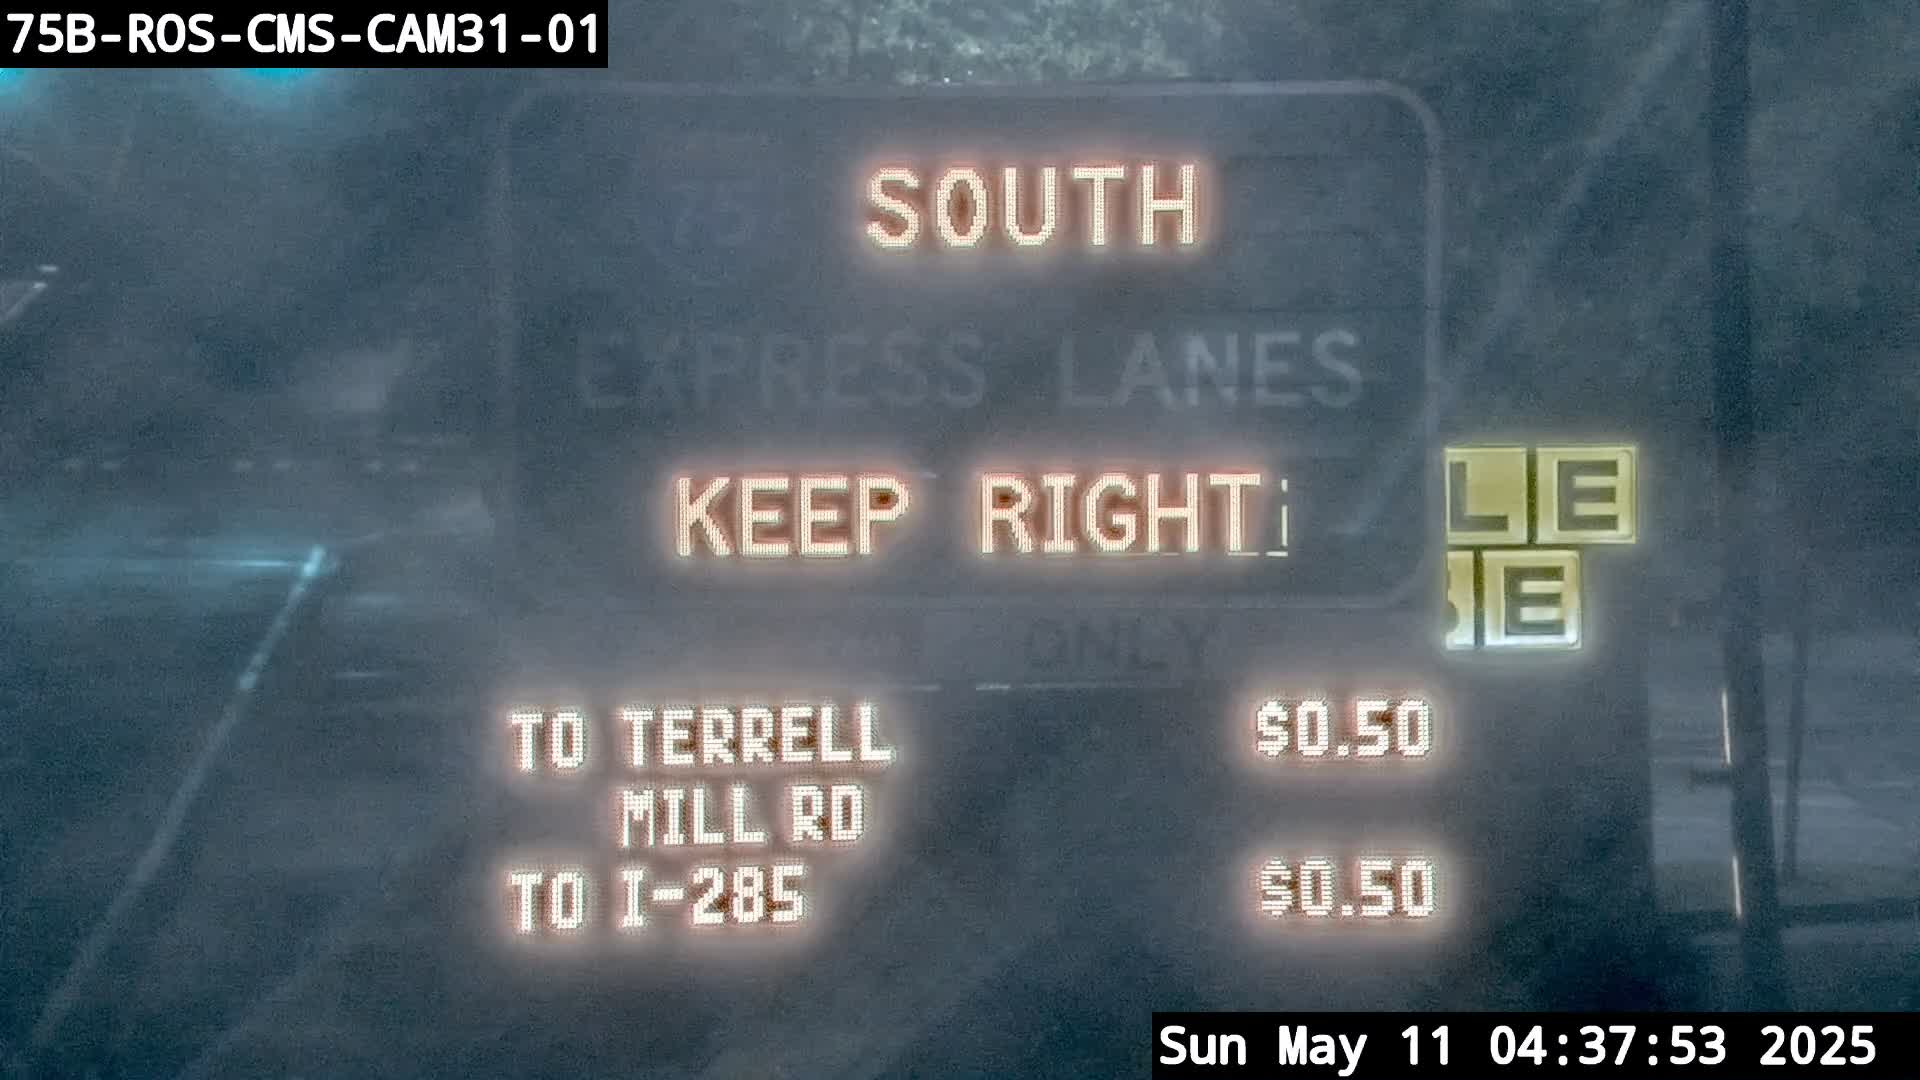 75B-ROS-CMS-CAM31-01
SOUTH
75
EXPRESS LANES
KEEP RIGHT
LE
E
ONLY
TO TERRELL $0.50
MILL RD
TO I-285 $0.50
Sun May 11 04:37:53 2025